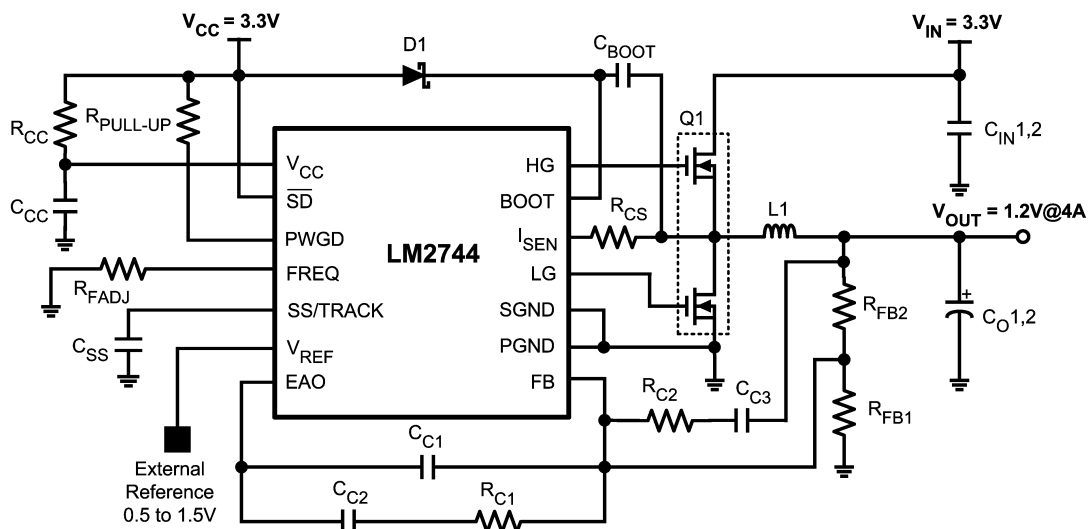 V_CC = 3.3V
V_IN = 3.3V
D1
C_BOOT
R_CC
R_PULL-UP
Q1
C_IN1,2
V_CC
HG
C_CC
S̅D̅
BOOT
R_CS
L1
V_OUT = 1.2V@4A
PWGD
LM2744
I_SEN
FREQ
LG
R_FADJ
SS/TRACK
SGND
R_FB2
+
C_O1,2
C_SS
V_REF
PGND
EAO
FB
R_C2
C_C3
R_FB1
C_C1
External
Reference
0.5 to 1.5V
C_C2
R_C1